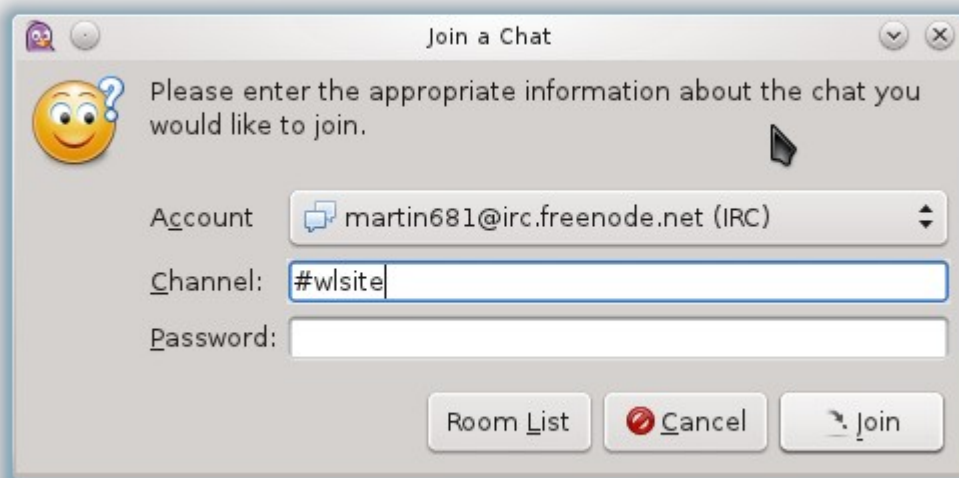 Join a Chat
Please enter the appropriate information about the chat you
would like to join.
Account
martin681@irc.freenode.net (IRC)
Channel:
#wlsite
Password:
Room List
Cancel
Join